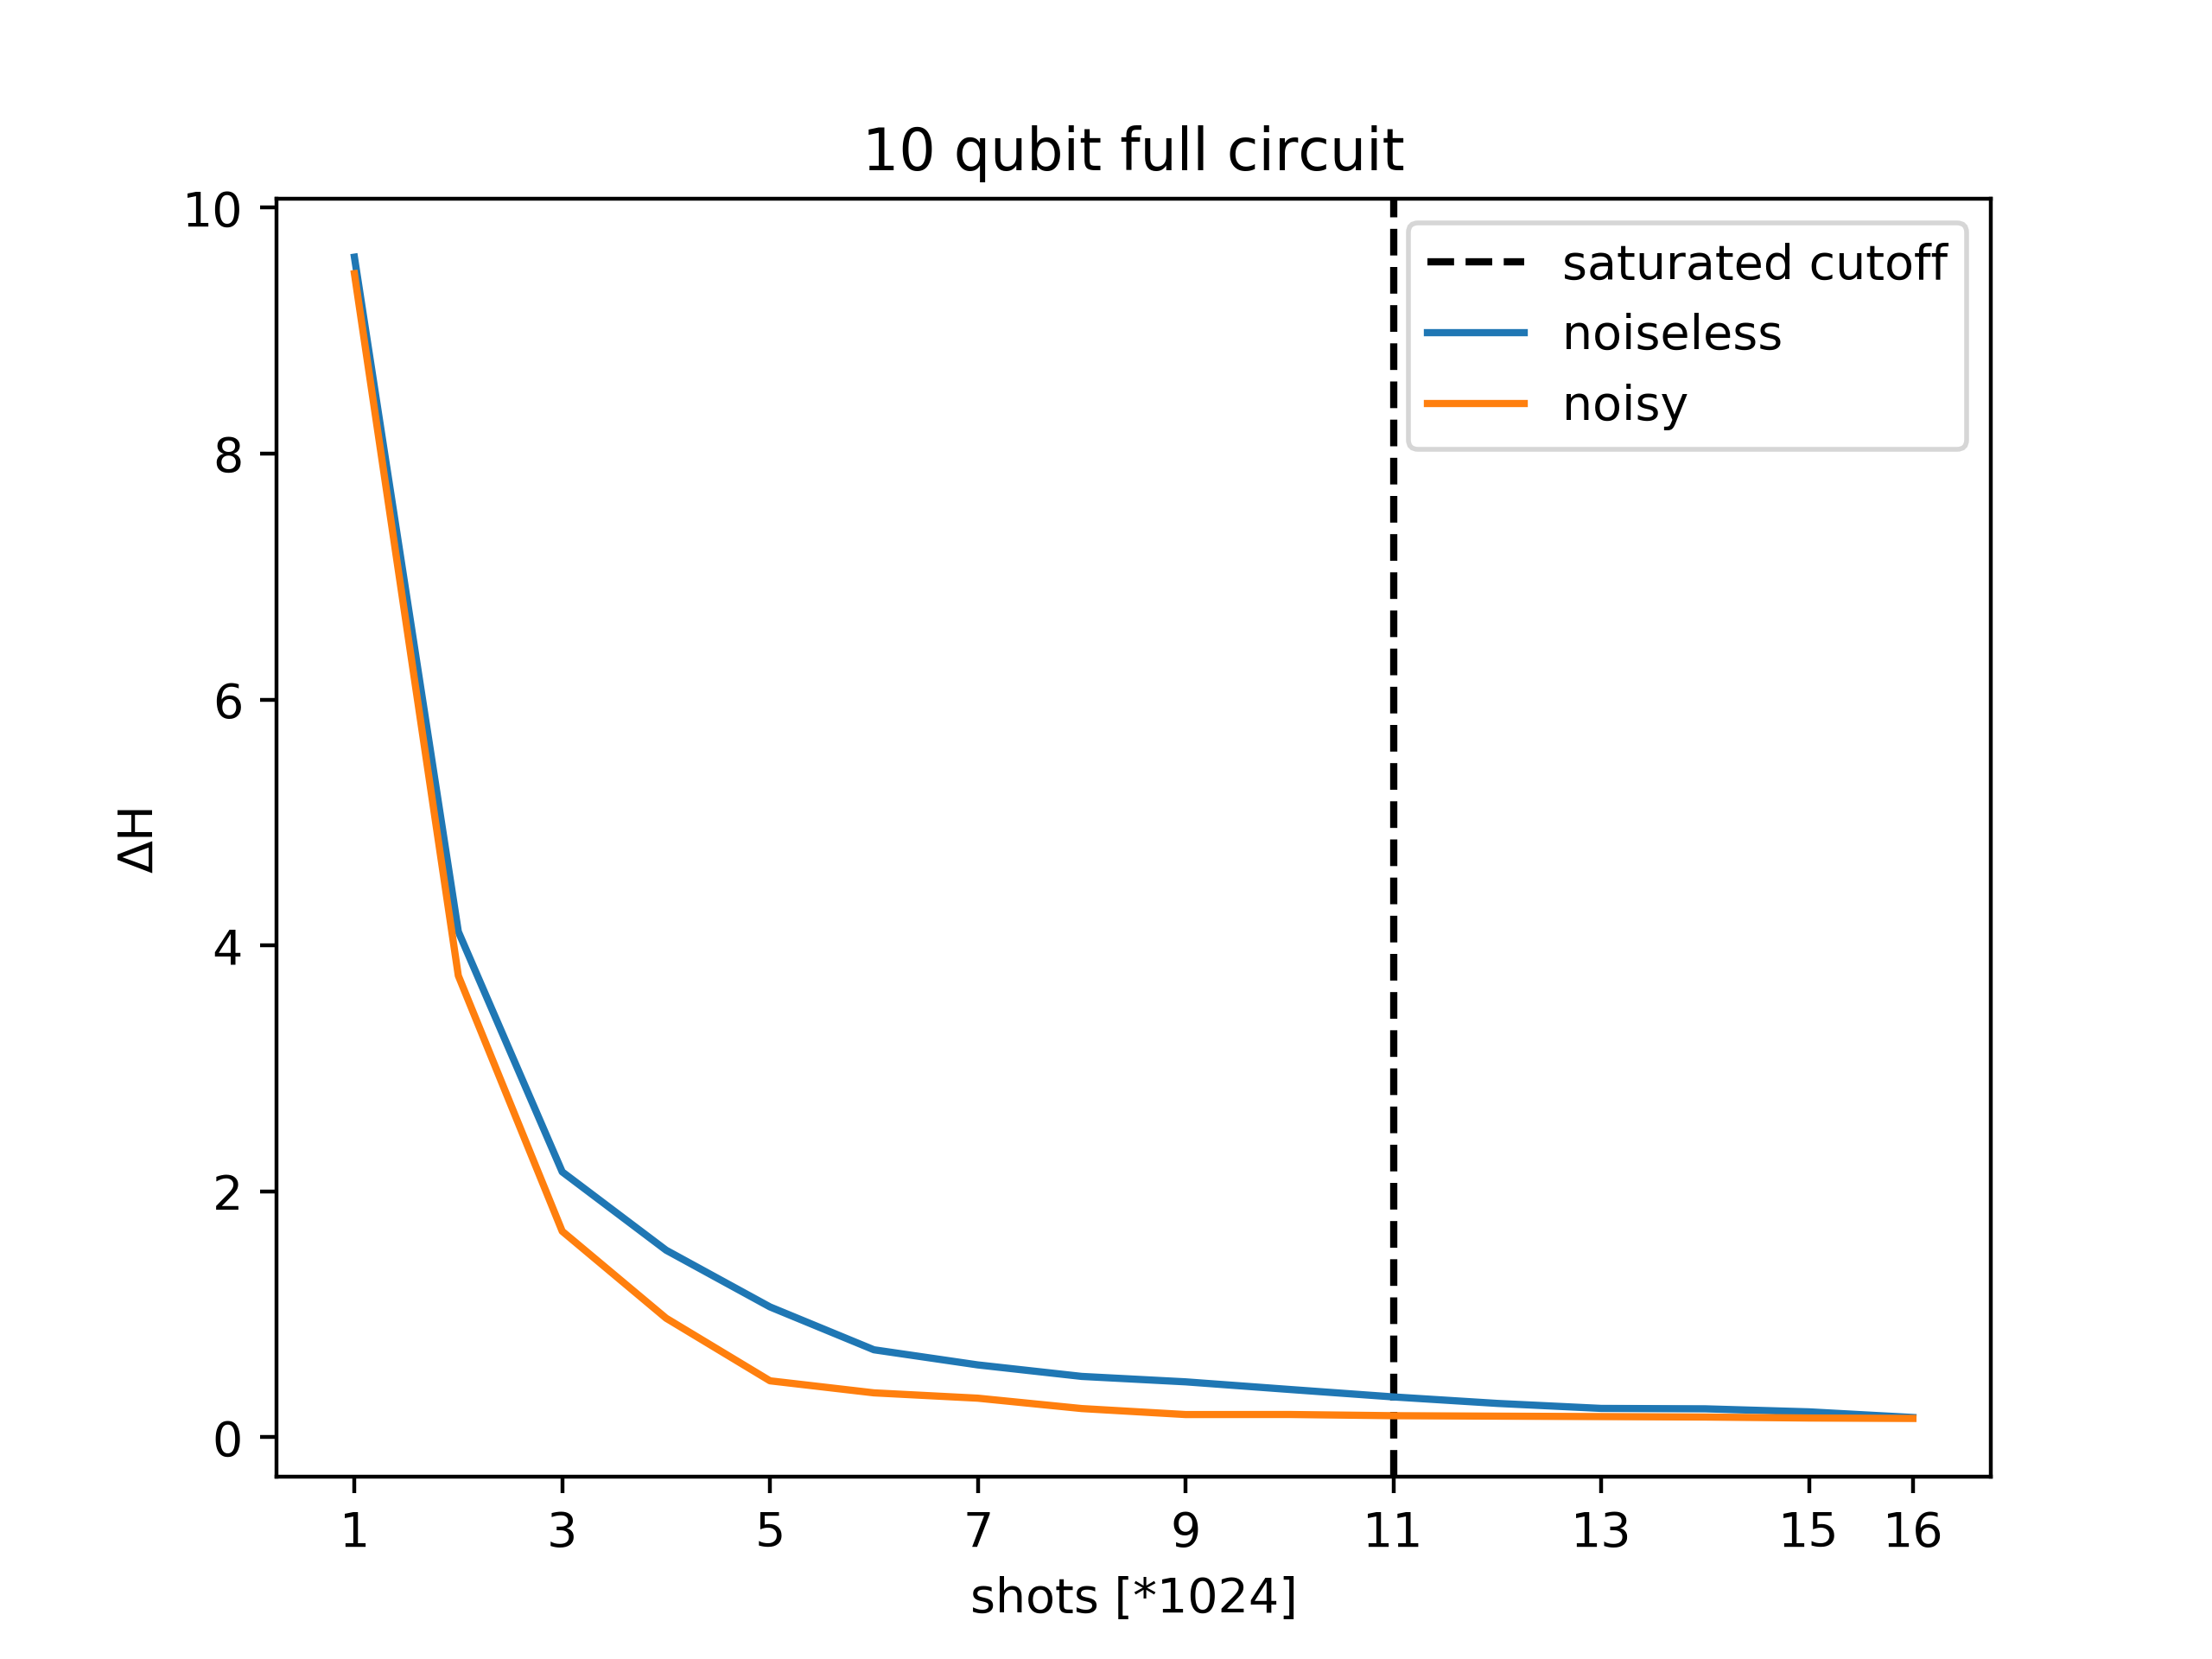 10 qubit full circuit
10
8
6
4
2
0
ΔH
saturated cutoff
noiseless
noisy
1 3 5 7 9 11 13 15 16
shots [*1024]